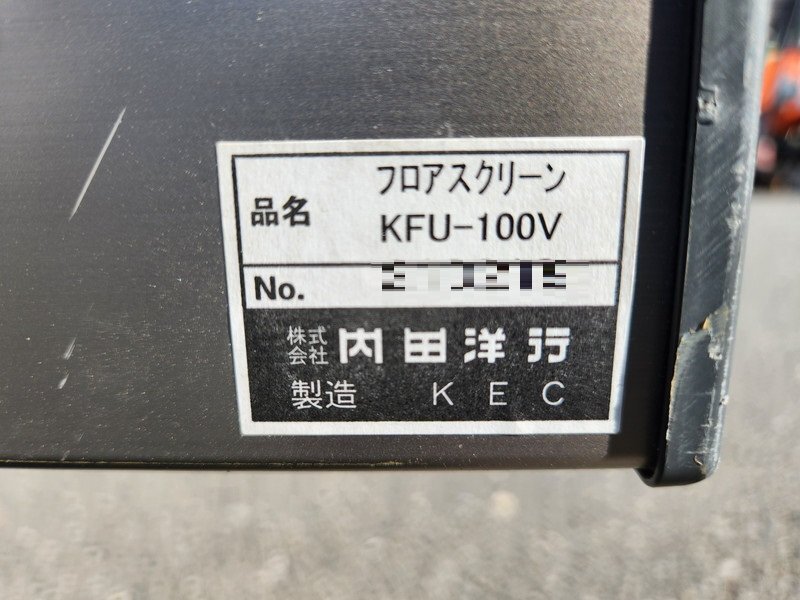 品名
フロアスクリーン
KFU-100V
No.
株式会社 内田洋行
製造 KEC